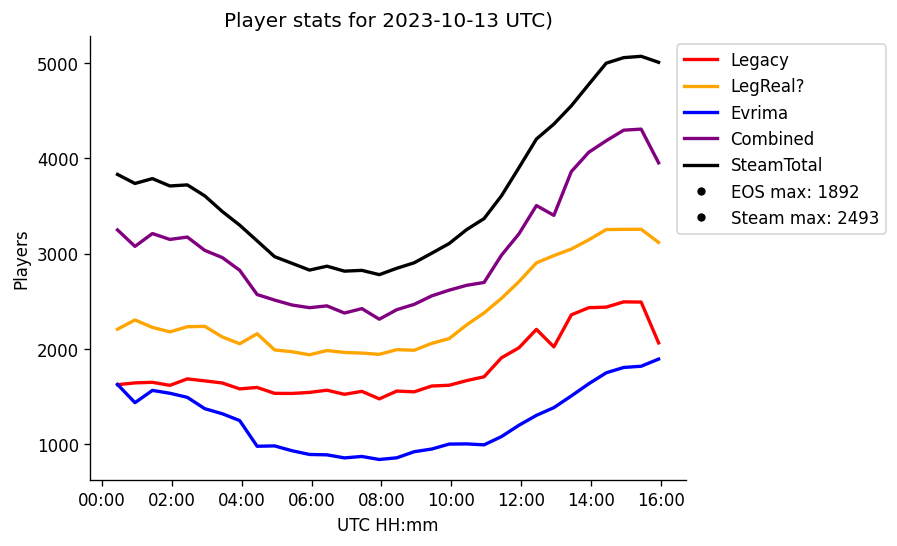 Player stats for 2023-10-13 UTC)
Legacy
LegReal?
Evrima
Combined
SteamTotal
EOS max: 1892
Steam max: 2493
Players
5000
4000
3000
2000
1000
00:00 02:00 04:00 06:00 08:00 10:00 12:00 14:00 16:00
UTC HH:mm